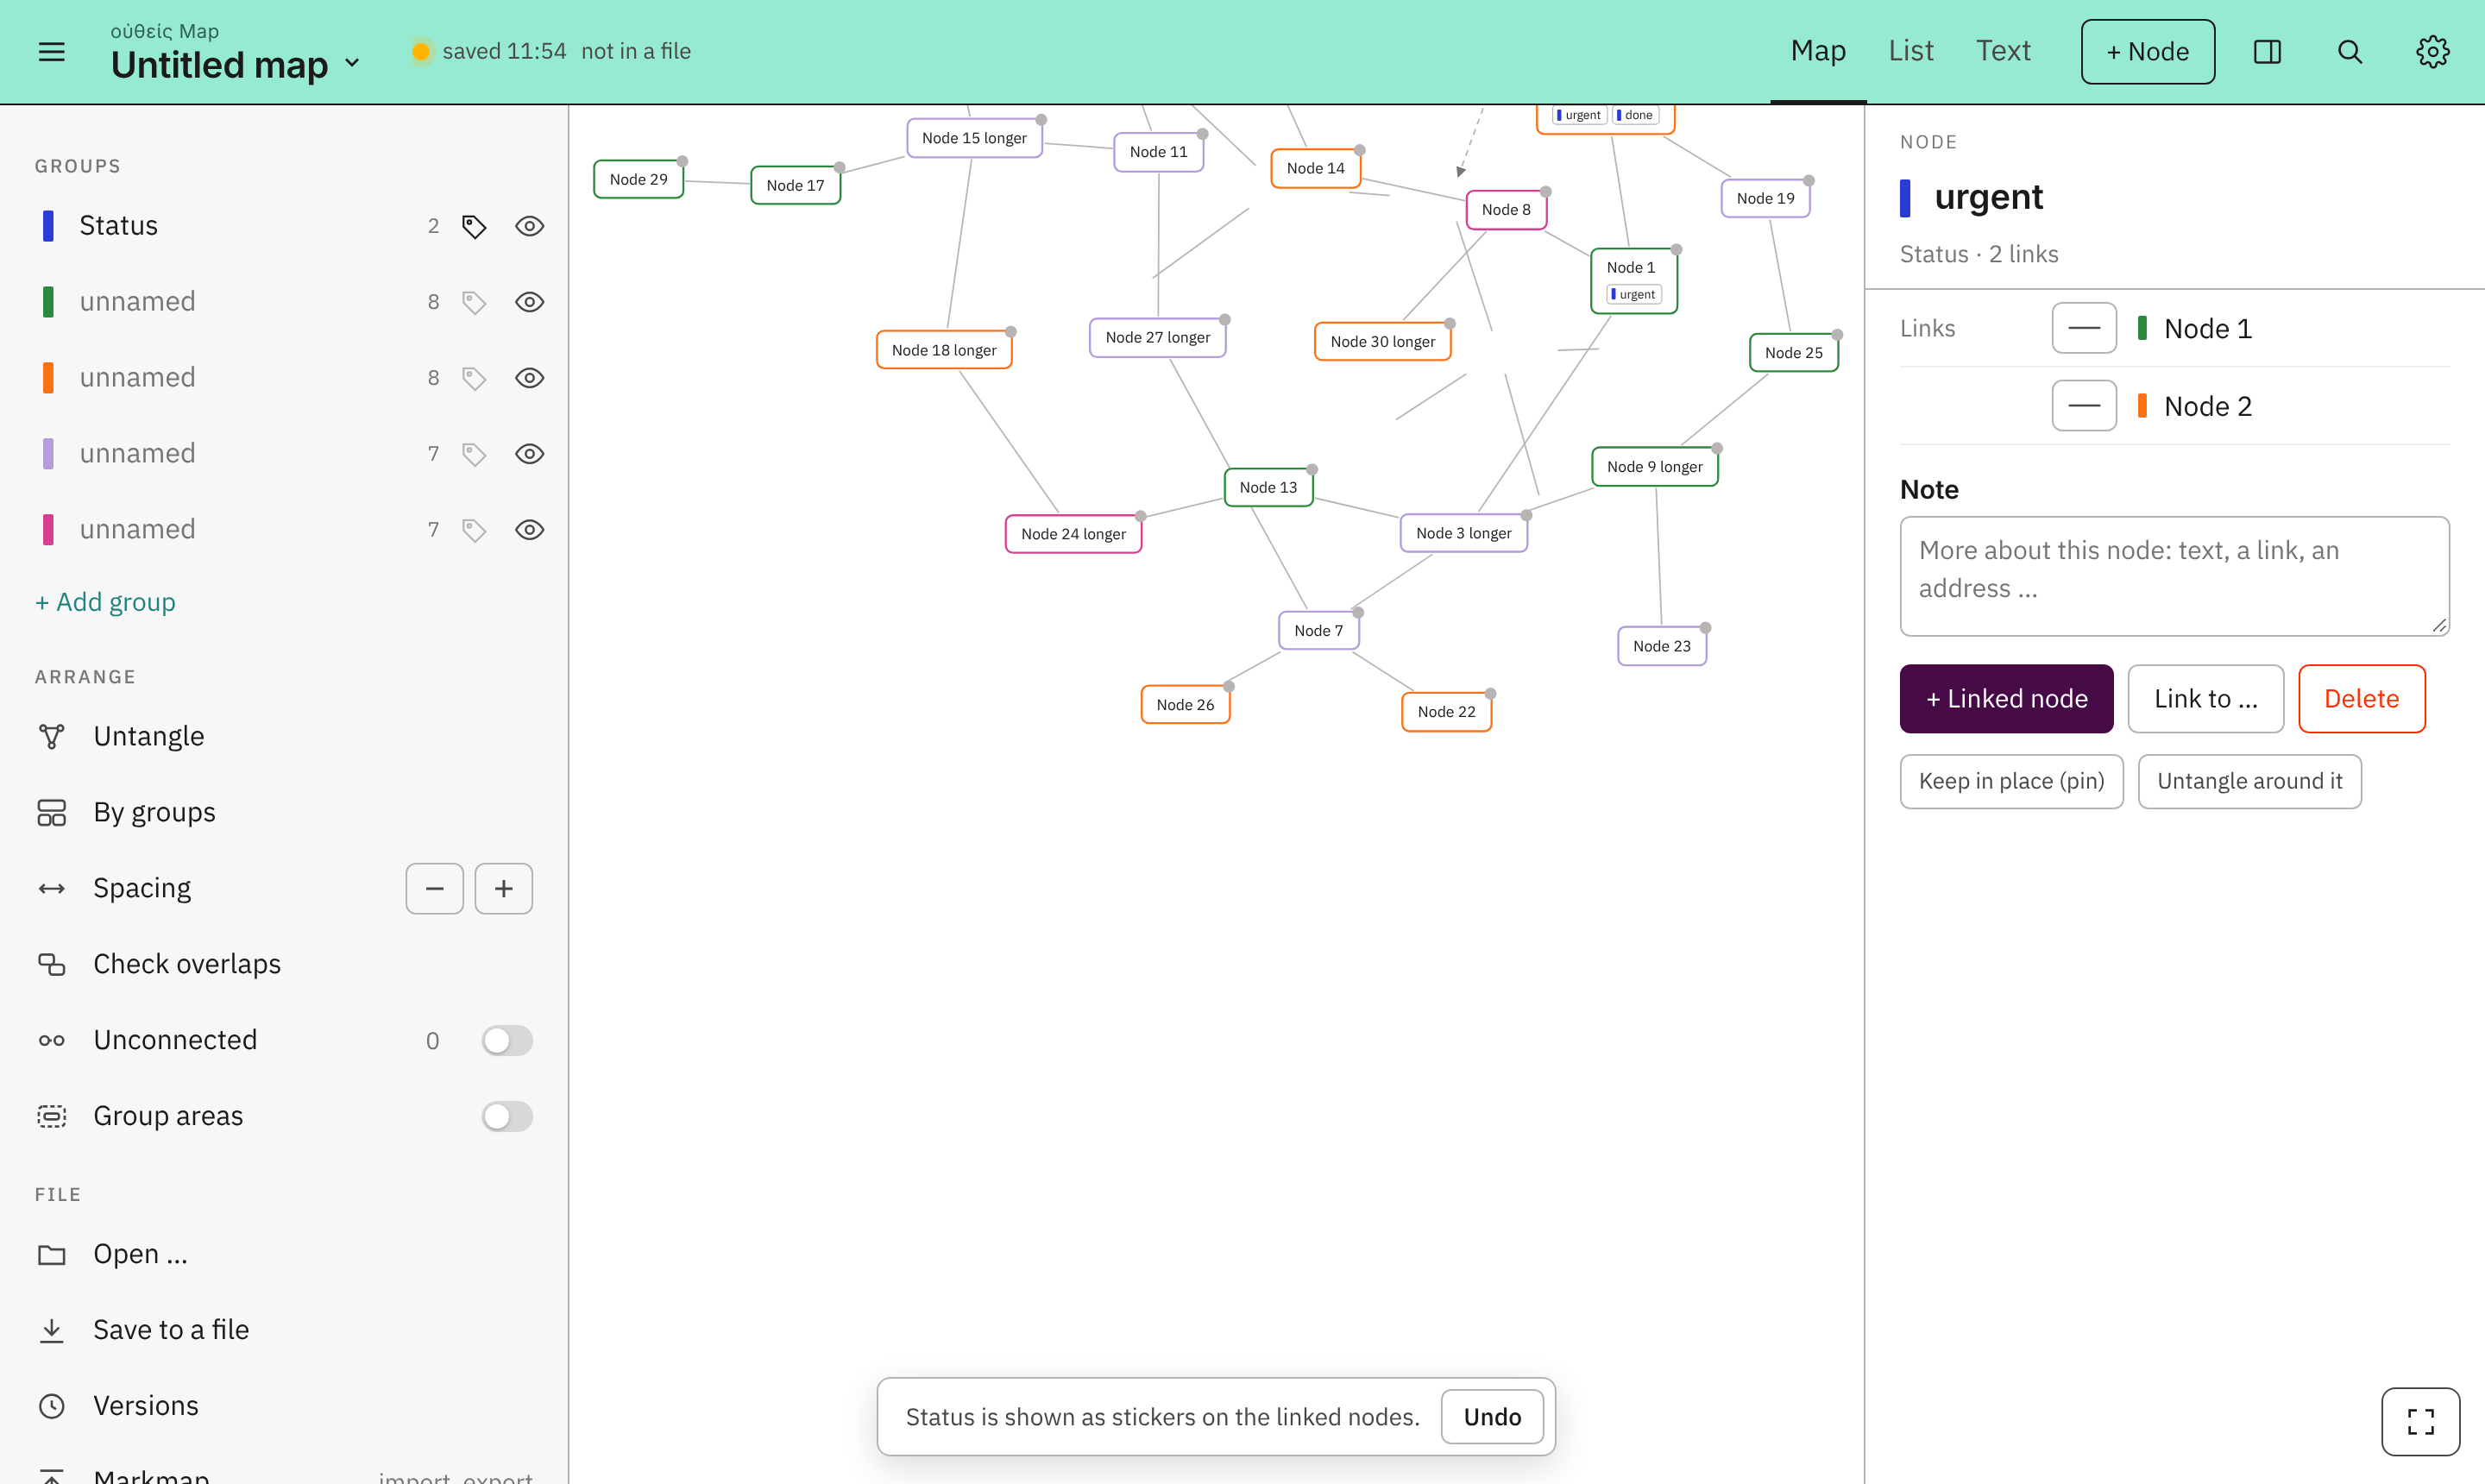 οὐθείς Map
Untitled map
saved 11:54 not in a file
Map
List
Text
+ Node
GROUPS
Status 2
unnamed 8
unnamed 8
unnamed 7
unnamed 7
+ Add group
ARRANGE
Untangle
By groups
Spacing − +
Check overlaps
Unconnected 0
Group areas
FILE
Open ...
Save to a file
Versions
Markmap import, export
urgent done
Node 15 longer
Node 11
Node 14
Node 29
Node 17
Node 8
Node 19
Node 1
urgent
Node 18 longer
Node 27 longer
Node 30 longer
Node 25
Node 9 longer
Node 13
Node 24 longer
Node 3 longer
Node 7
Node 23
Node 26
Node 22
Status is shown as stickers on the linked nodes. Undo
NODE
urgent
Status · 2 links
Links — Node 1
— Node 2
Note
More about this node: text, a link, an
address ...
+ Linked node
Link to ...
Delete
Keep in place (pin)
Untangle around it